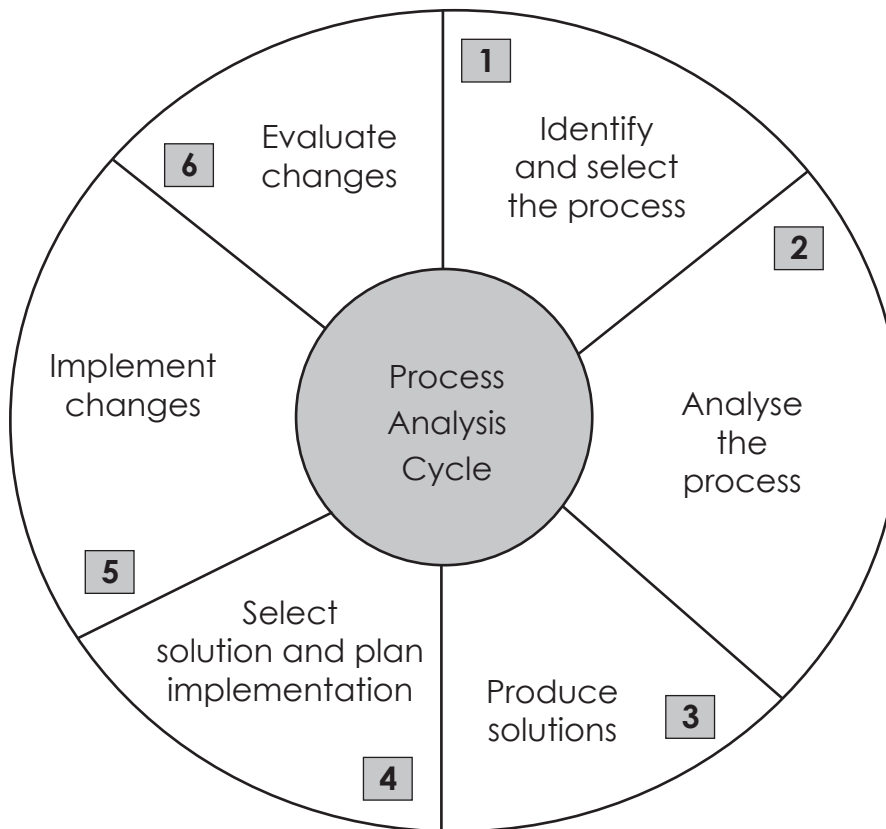 Process
Analysis
Cycle
1
Identify
and select
the process
2
Analyse
the
process
3
Produce
solutions
4
Select
solution and plan
implementation
5
Implement
changes
6
Evaluate
changes